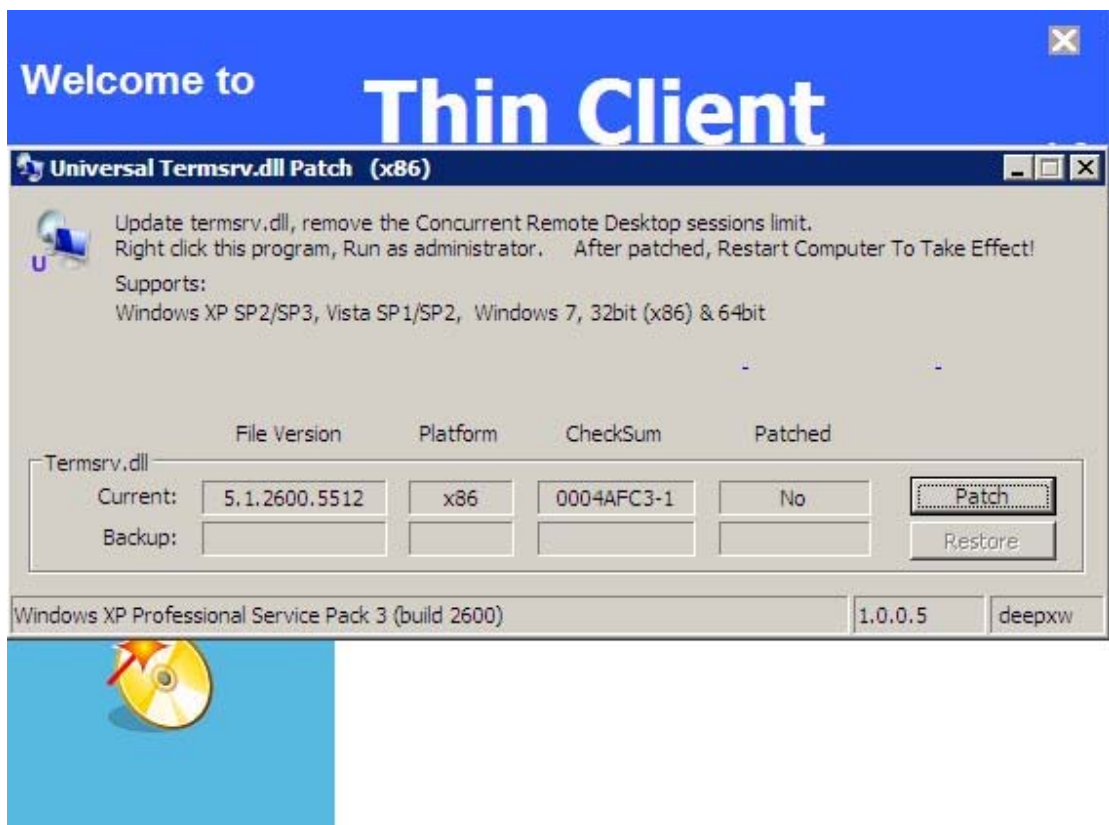 Welcome to
Thin Client
Universal Termsrv.dll Patch (x86)
Update termsrv.dll, remove the Concurrent Remote Desktop sessions limit.
Right click this program, Run as administrator. After patched, Restart Computer To Take Effect!
U
Supports:
Windows XP SP2/SP3, Vista SP1/SP2, Windows 7, 32bit (x86) & 64bit
- -
File Version Platform CheckSum Patched
Termsrv.dll
Current: 5.1.2600.5512 x86 0004AFC3-1 No Patch
Backup: Restore
Windows XP Professional Service Pack 3 (build 2600) 1.0.0.5 deepxw